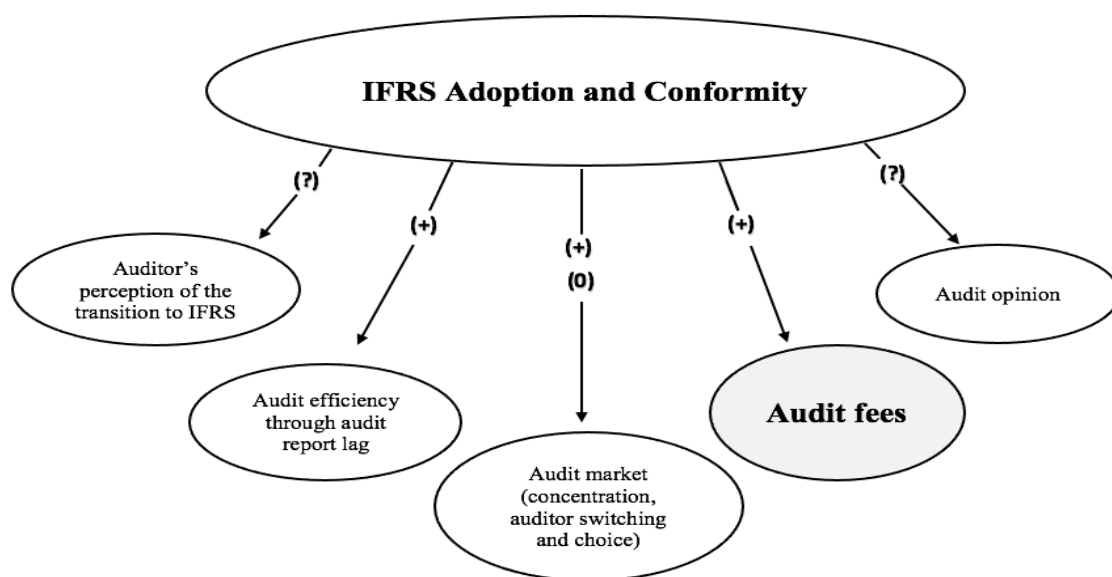 IFRS Adoption and Conformity
(?)
(+)
(+)
(0)
(+)
(?)
Auditor’s
perception of the
transition to IFRS
Audit efficiency
through audit
report lag
Audit market
(concentration,
auditor switching
and choice)
Audit fees
Audit opinion